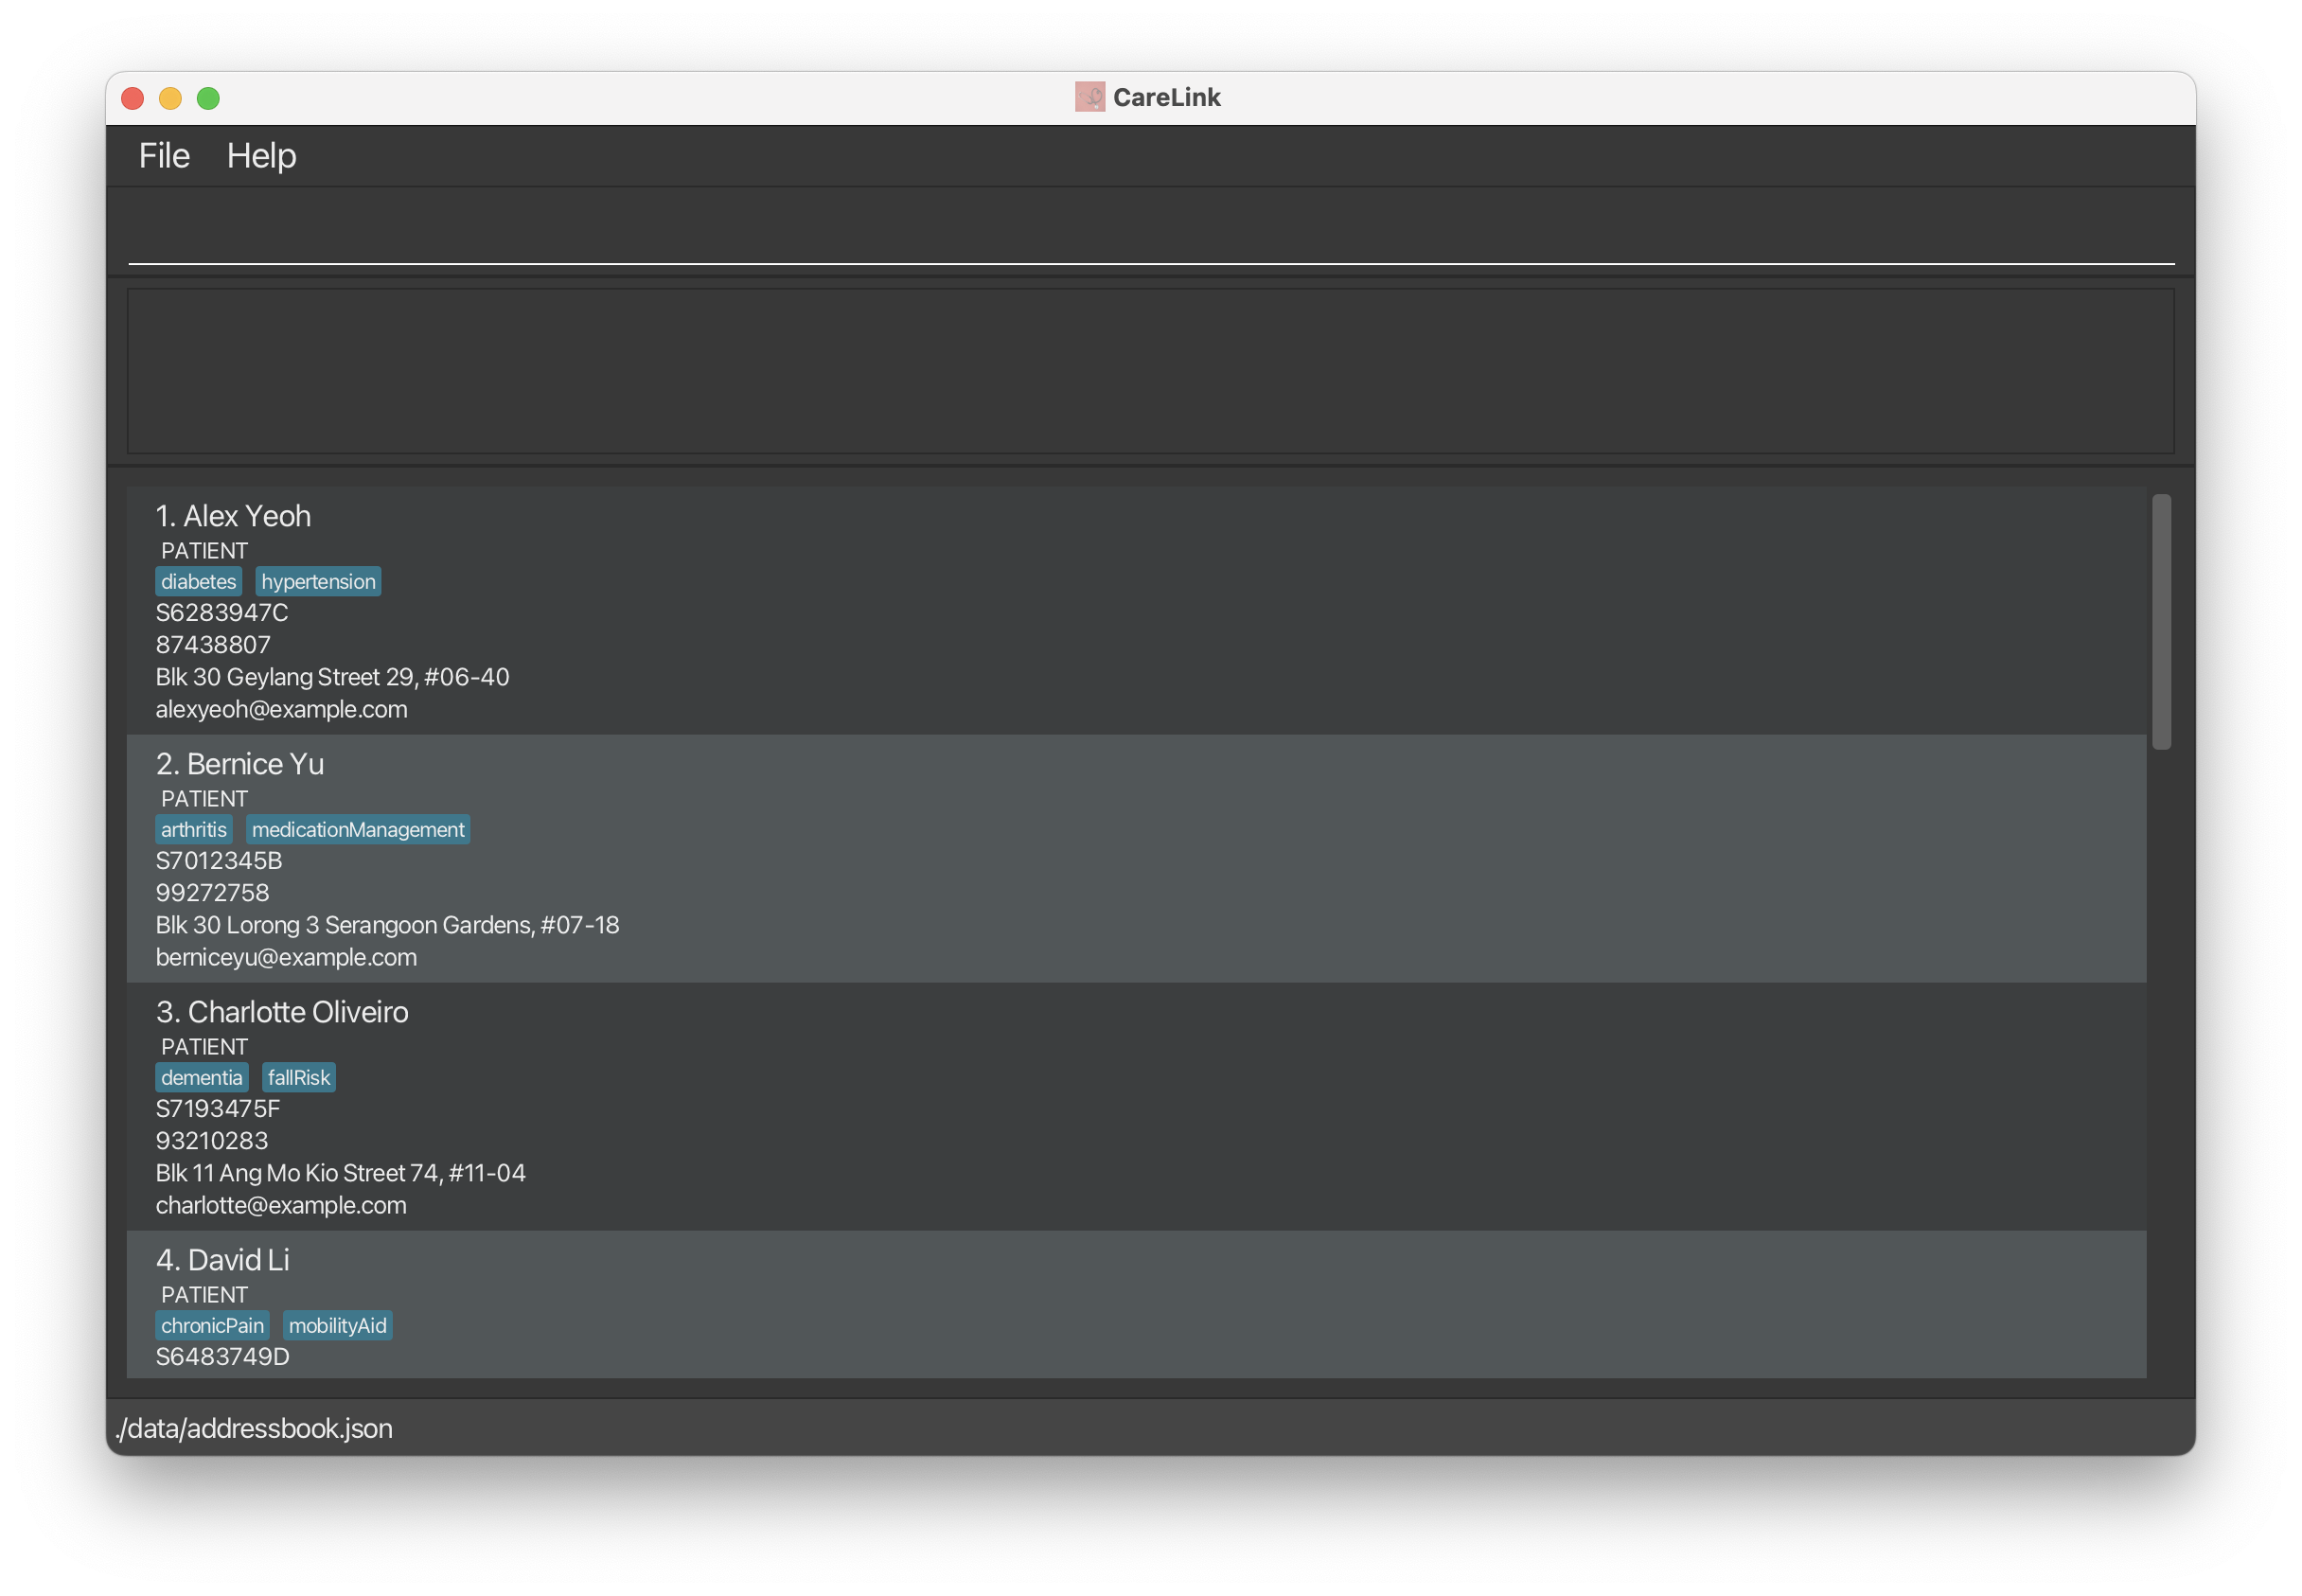 CareLink
File Help
1. Alex Yeoh
PATIENT
diabetes hypertension
S6283947C
87438807
Blk 30 Geylang Street 29, #06-40
alexyeoh@example.com
2. Bernice Yu
PATIENT
arthritis medicationManagement
S7012345B
99272758
Blk 30 Lorong 3 Serangoon Gardens, #07-18
berniceyu@example.com
3. Charlotte Oliveiro
PATIENT
dementia fallRisk
S7193475F
93210283
Blk 11 Ang Mo Kio Street 74, #11-04
charlotte@example.com
4. David Li
PATIENT
chronicPain mobilityAid
S6483749D
./data/addressbook.json